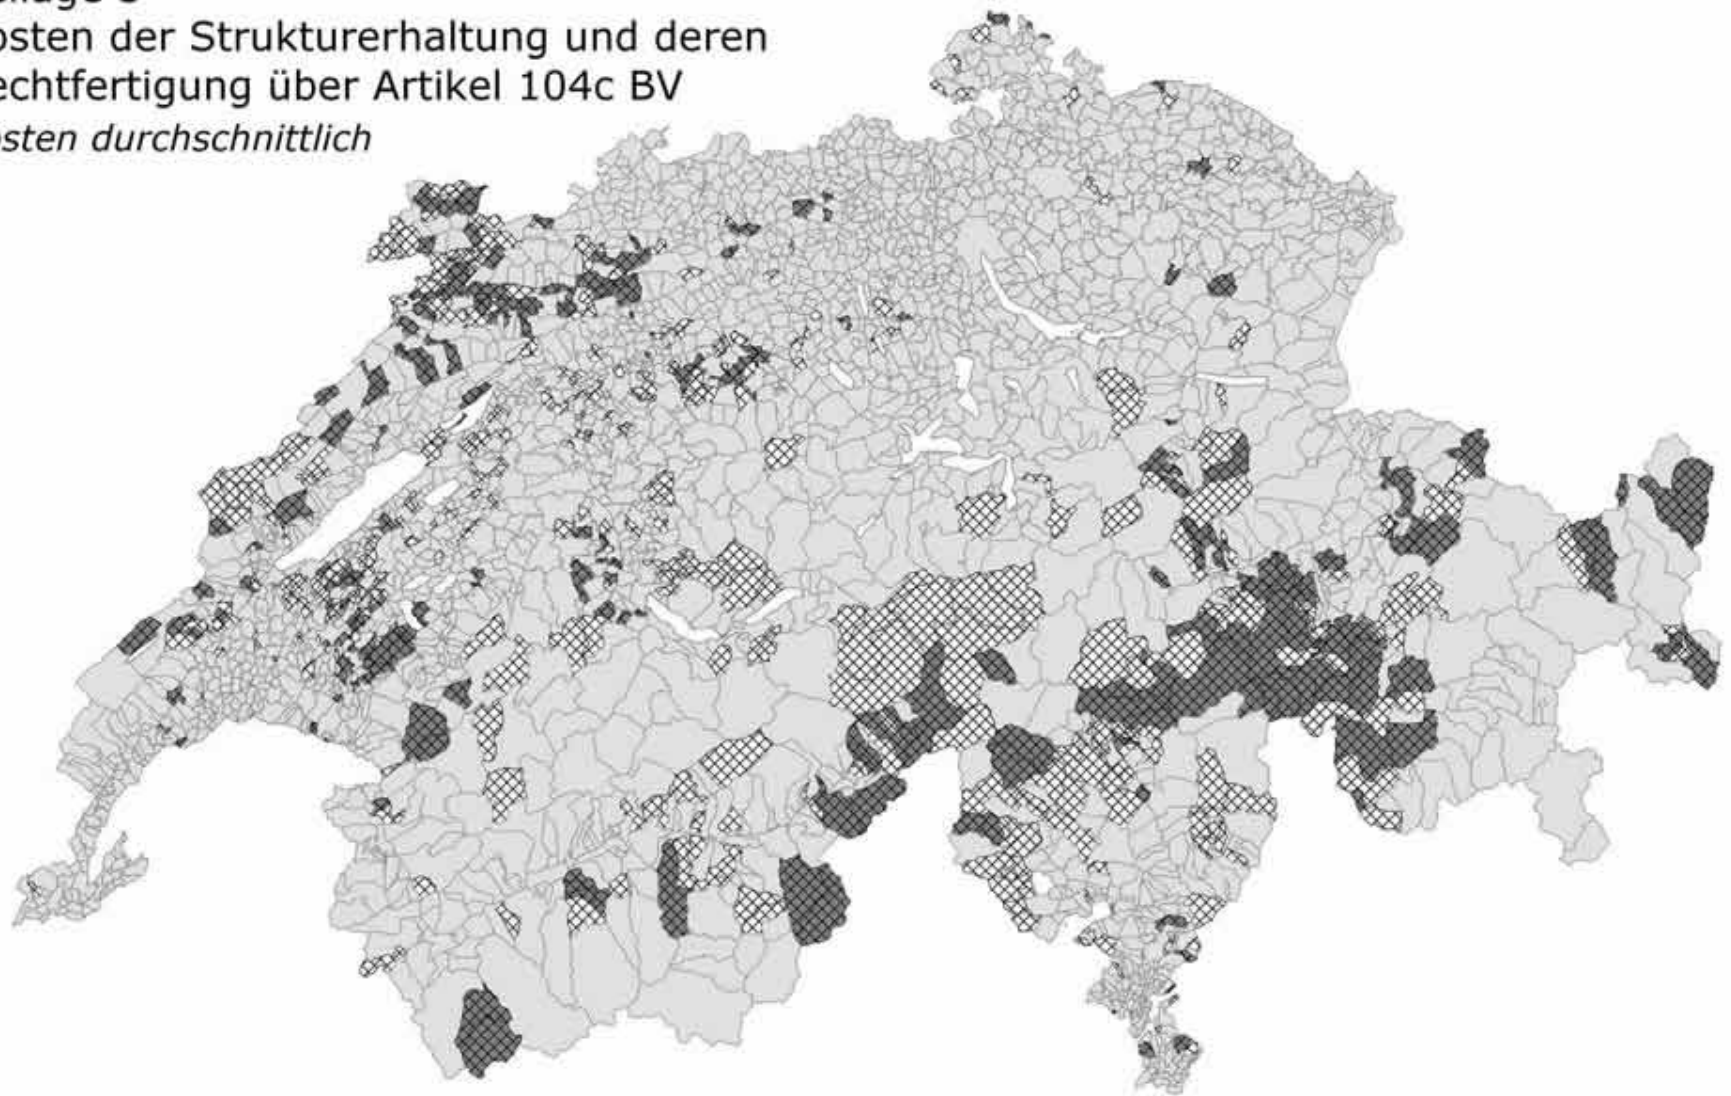 osten der Strukturerhaltung und deren
echtfertigung über Artikel 104c BV
osten durchschnittlich